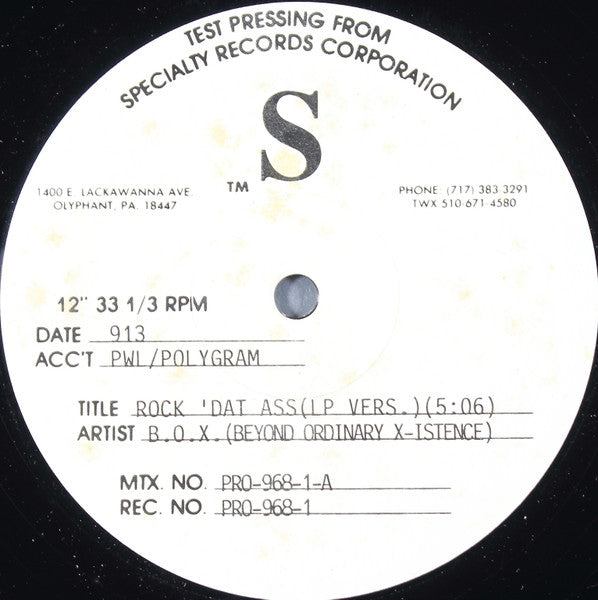 TEST PRESSING FROM
SPECIALTY RECORDS CORPORATION
S
TM
1400 E. LACKAWANNA AVE.
OLYPHANT, PA. 18447
PHONE: (717) 383-3291
TWX 510-671-4580
12" 33 1/3 RPM
DATE 913
ACC'T PWL/POLYGRAM
TITLE ROCK 'DAT ASS(LP VERS.)(5:06)
ARTIST B.O.X.(BEYOND ORDINARY X-ISTENCE)
MTX. NO. PRO-968-1-A
REC. NO. PRO-968-1